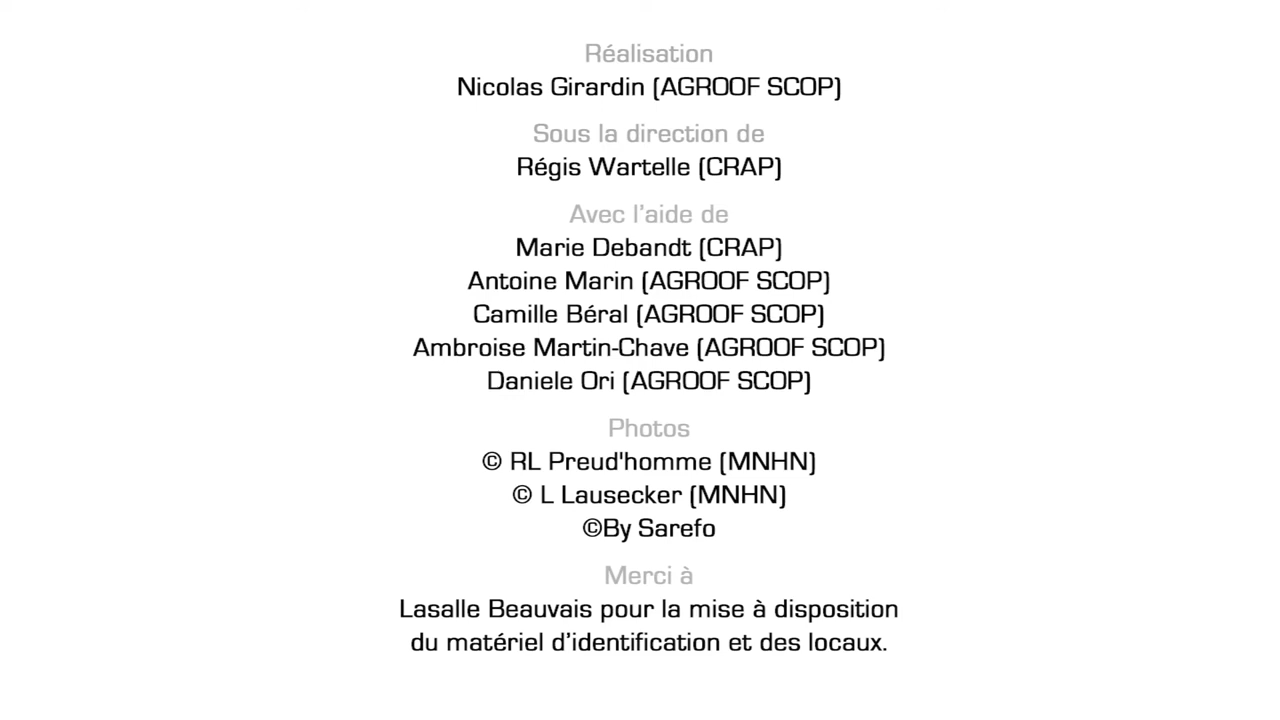 Réalisation
Nicolas Girardin (AGROOF SCOP)
Sous la direction de
Régis Wartelle (CRAP)
Avec l’aide de
Marie Debandt (CRAP)
Antoine Marin (AGROOF SCOP)
Camille Béral (AGROOF SCOP)
Ambroise Martin-Chave (AGROOF SCOP)
Daniele Ori (AGROOF SCOP)
Photos
© RL Preud'homme (MNHN)
© L Lausecker (MNHN)
©By Sarefo
Merci à
Lasalle Beauvais pour la mise à disposition
du matériel d’identification et des locaux.